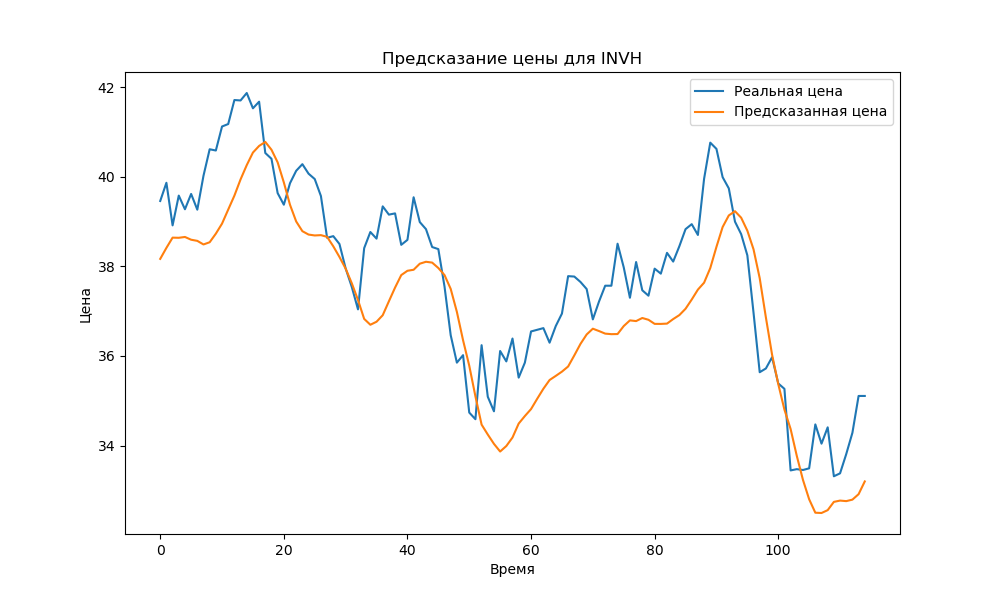 Предсказание цены для INVH
Реальная цена
Предсказанная цена
Цена
42
40
38
36
34
0 20 40 60 80 100
Время